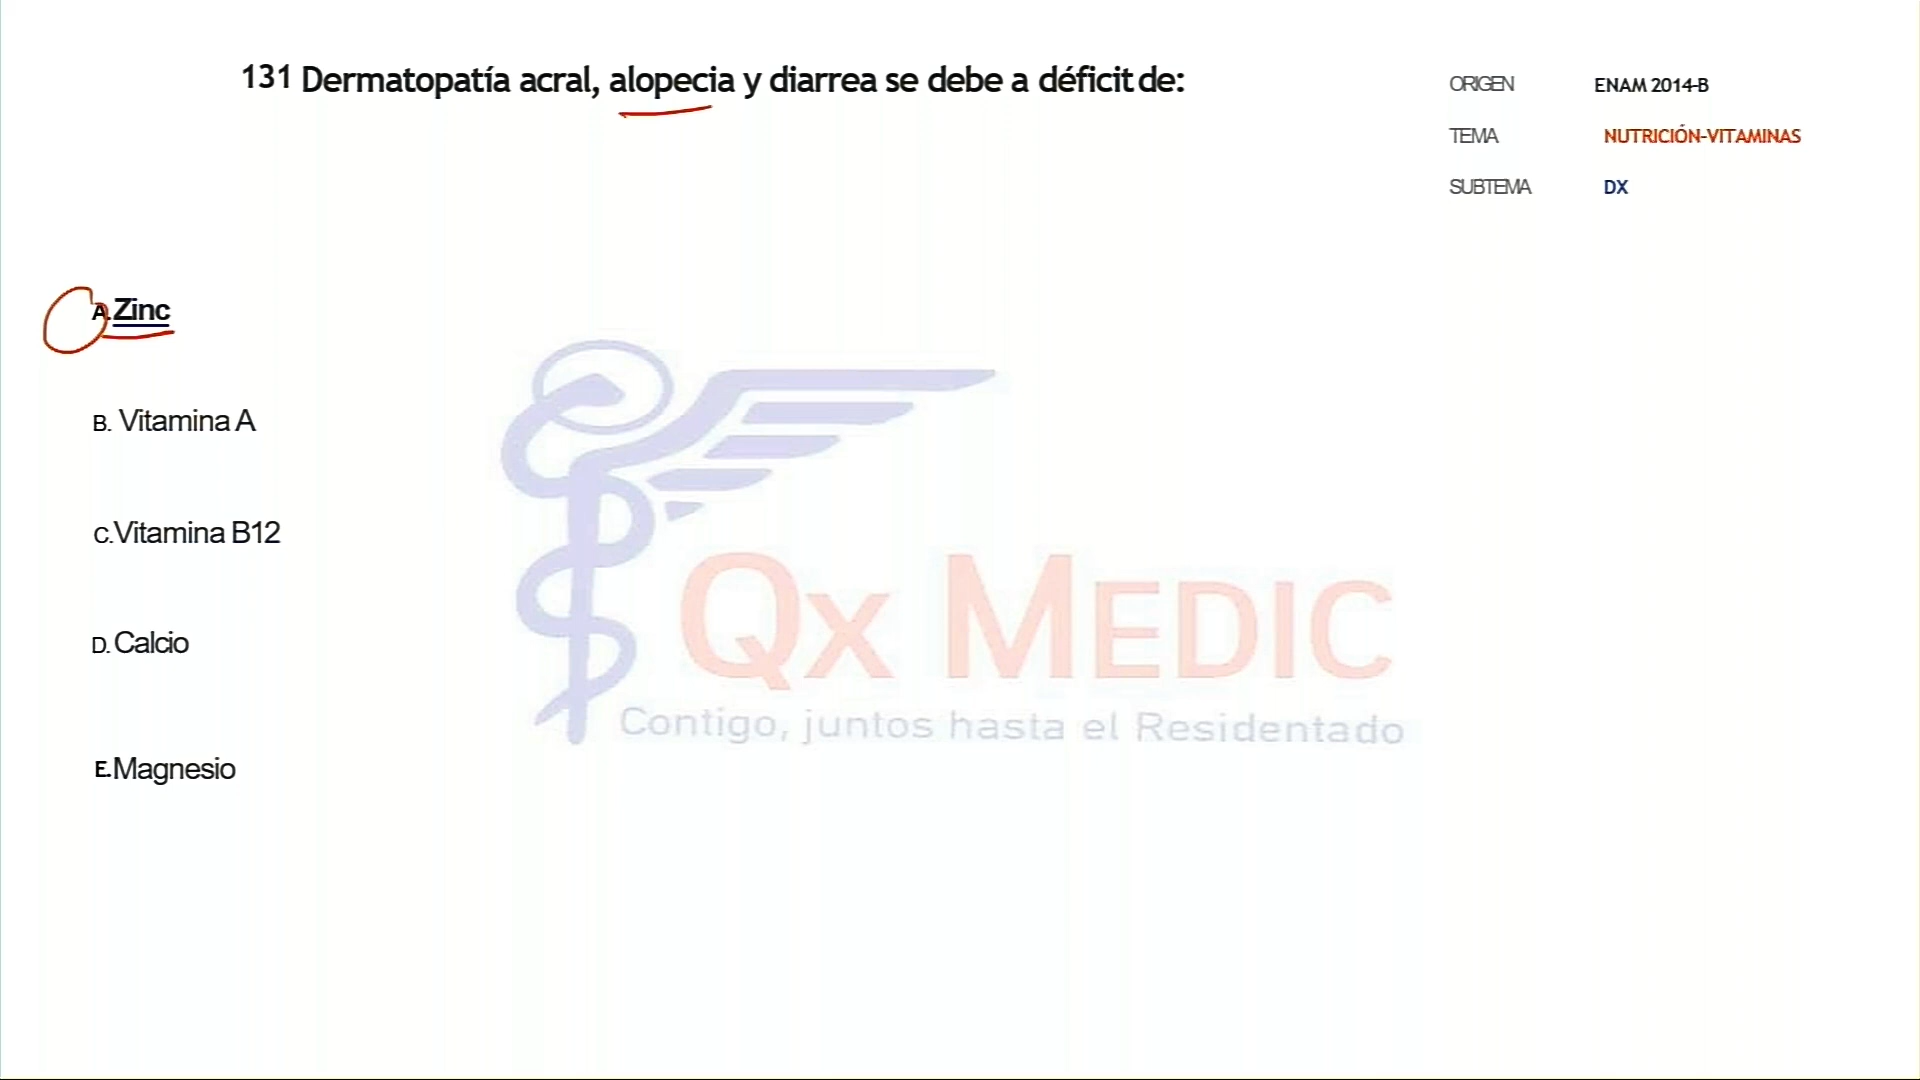 131 Dermatopatía acral, alopecia y diarrea se debe a déficit de:
ORIGEN ENAM 2014-B
TEMA NUTRICIÓN-VITAMINAS
SUBTEMA DX
A. Zinc
B. Vitamina A
C. Vitamina B12
D. Calcio
E. Magnesio
Qx MEDIC
Contigo, juntos hasta el Residentado